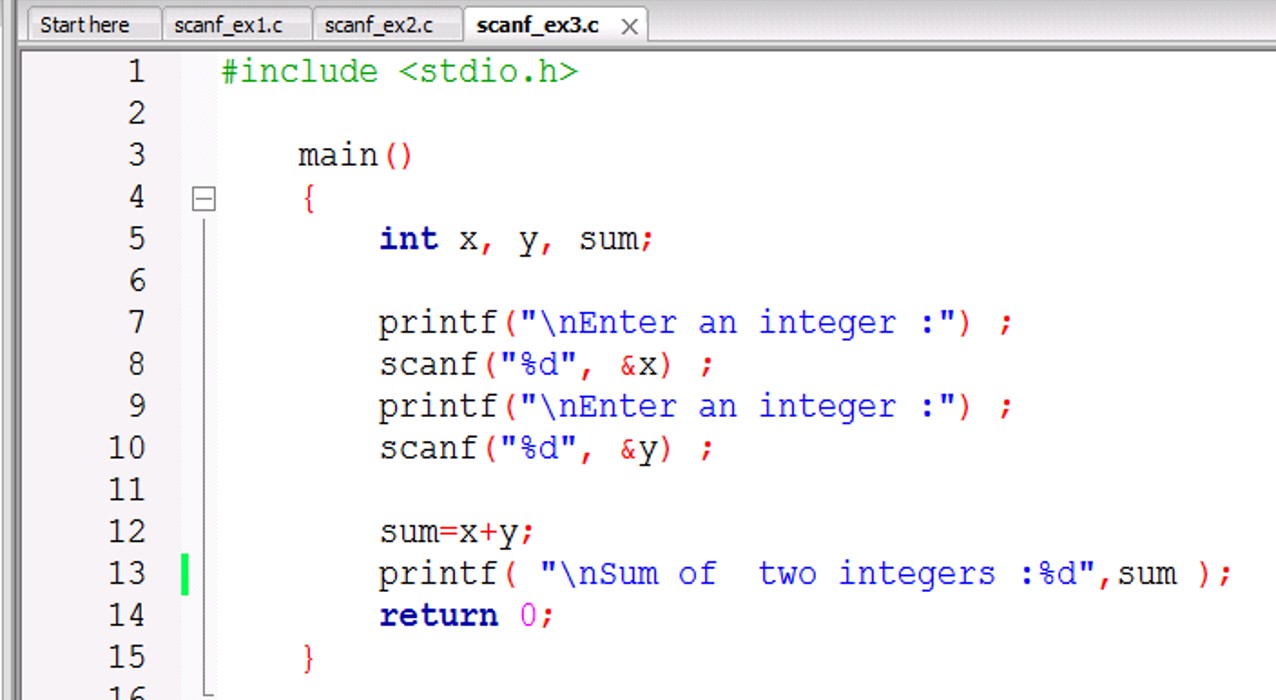 Start here scanf_ex1.c scanf_ex2.c scanf_ex3.c
1 #include <stdio.h>
2
3 main()
4 {
5 int x, y, sum;
6
7 printf("\nEnter an integer :") ;
8 scanf("%d", &x) ;
9 printf("\nEnter an integer :") ;
10 scanf("%d", &y) ;
11
12 sum=x+y;
13 printf( "\nSum of  two integers :%d",sum );
14 return 0;
15 }
16